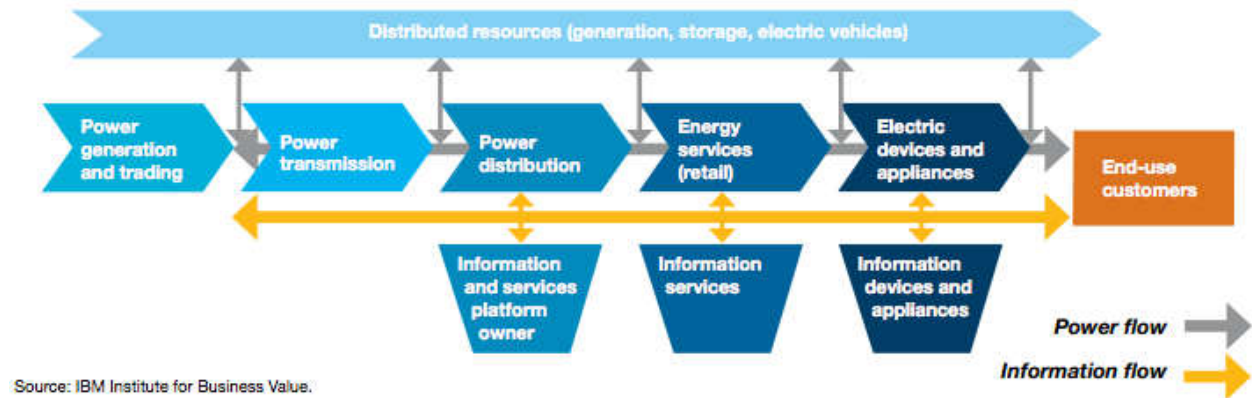 Distributed resources (generation, storage, electric vehicles)
Power
generation
and trading
Power
transmission
Power
distribution
Energy
services
(retail)
Electric
devices and
appliances
End-use
customers
Information
and services
platform
owner
Information
services
Information
devices and
appliances
Power flow
Information flow
Source: IBM Institute for Business Value.